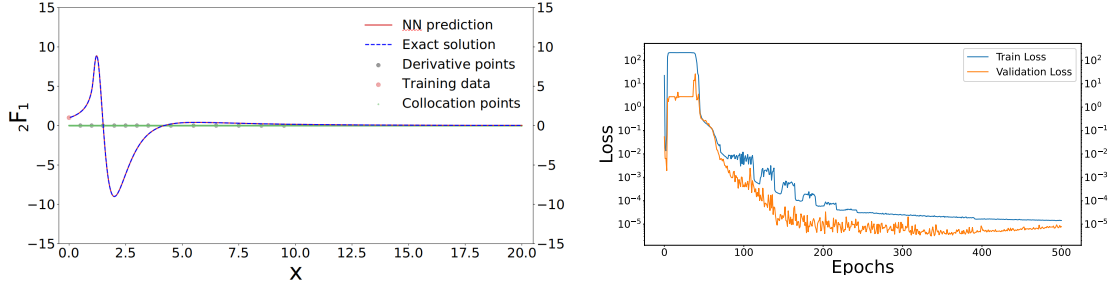 15
10
5
0
−5
−10
−15
15
10
5
0
−5
−10
−15
0.0 2.5 5.0 7.5 10.0 12.5 15.0 17.5 20.0
x
₂F₁
NN prediction
Exact solution
Derivative points
Training data
Collocation points
10²
10¹
10⁰
10⁻¹
10⁻²
10⁻³
10⁻⁴
10⁻⁵
10²
10¹
10⁰
10⁻¹
10⁻²
10⁻³
10⁻⁴
10⁻⁵
0 100 200 300 400 500
Epochs
Loss
Train Loss
Validation Loss